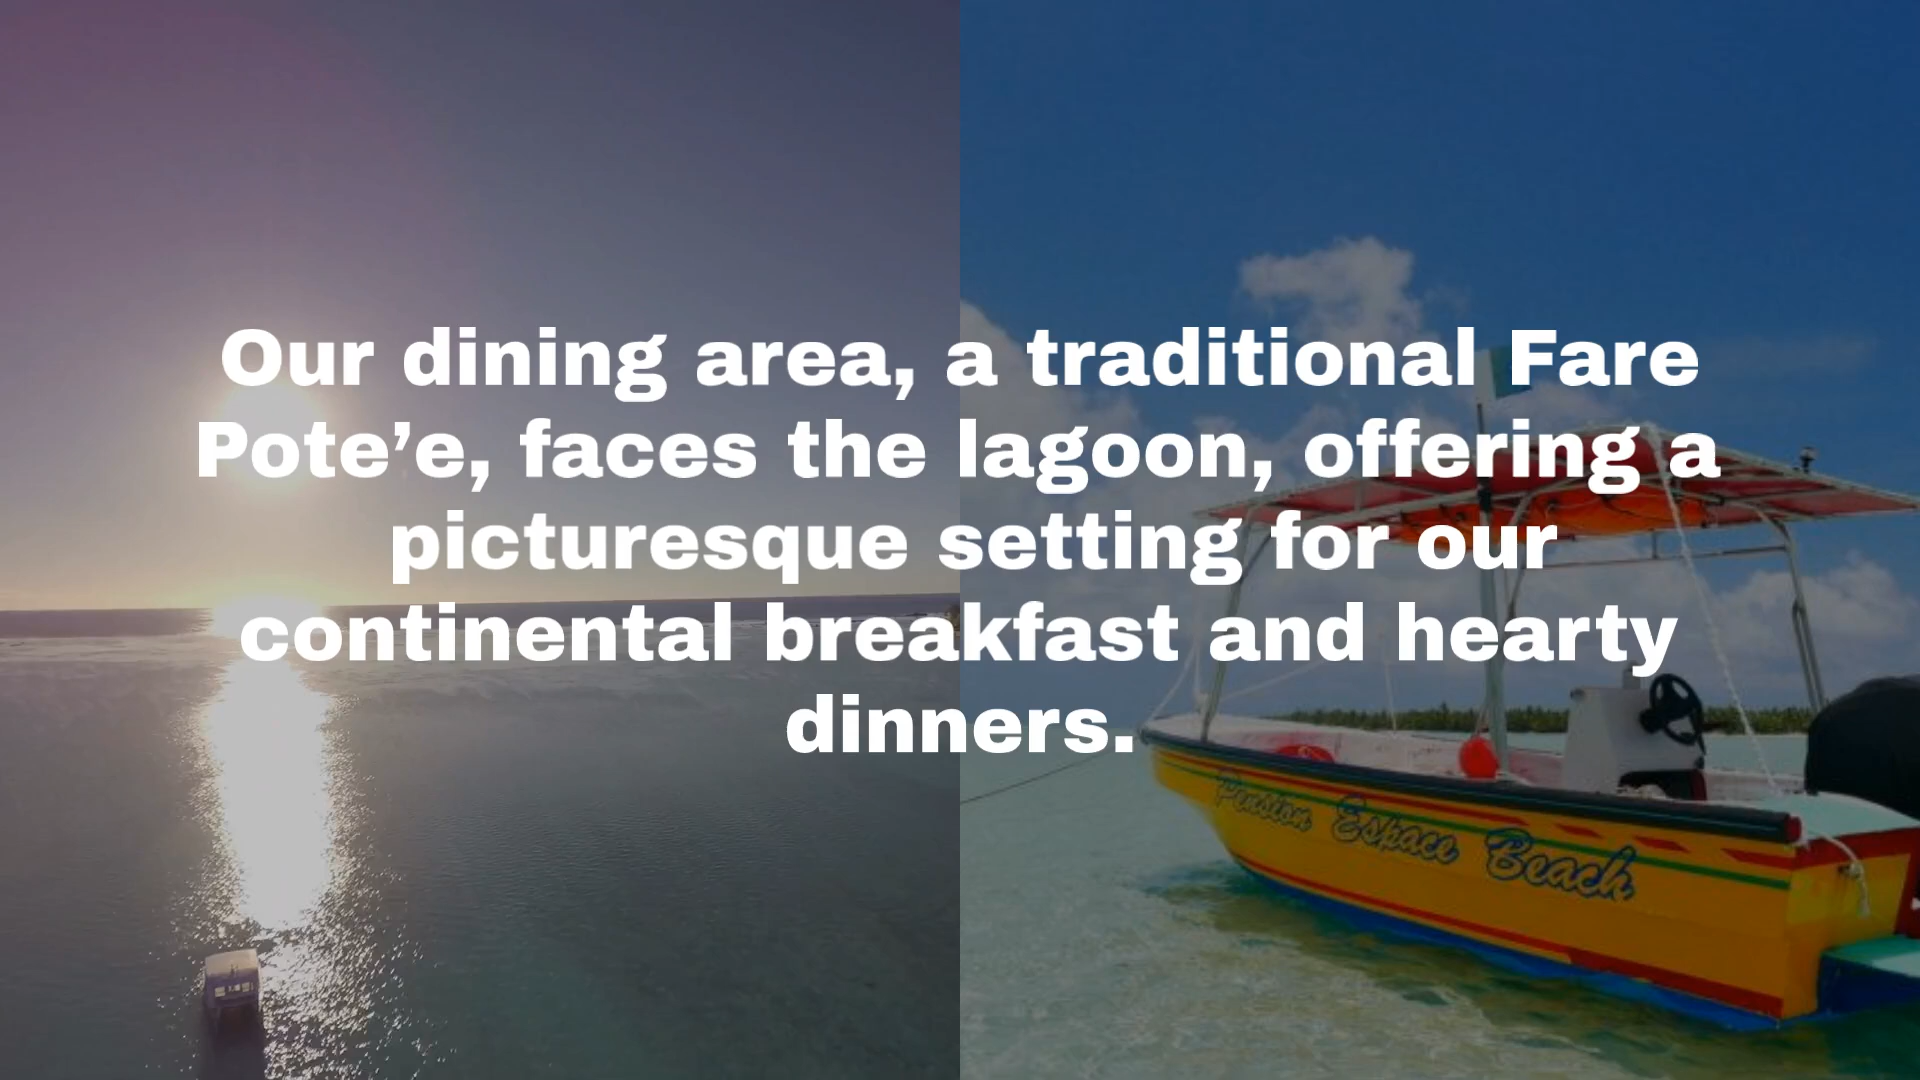 Our dining area, a traditional Fare
Pote’e, faces the lagoon, offering a
picturesque setting for our
continental breakfast and hearty
dinners.
Pension Espace Beach